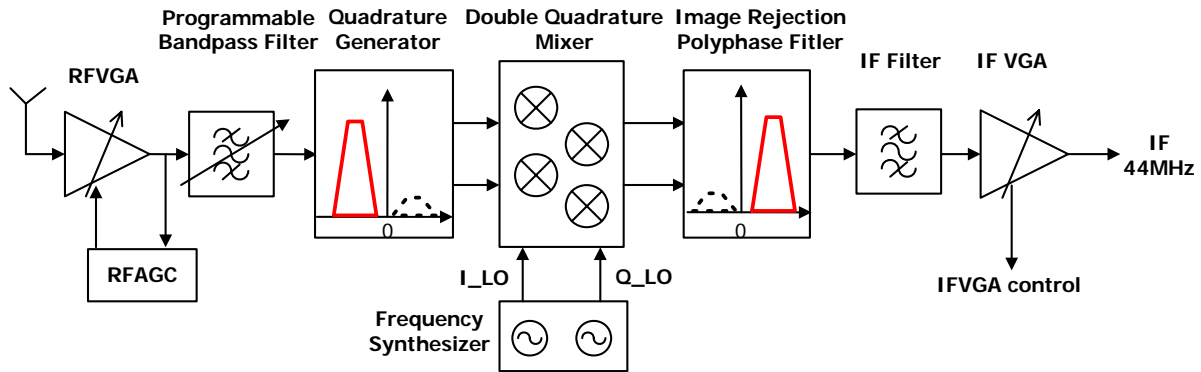 Programmable
Bandpass Filter
Quadrature
Generator
Double Quadrature
Mixer
Image Rejection
Polyphase Fitler
RFVGA
IF Filter
IF VGA
0
0
IF
44MHz
RFAGC
I_LO
Q_LO
IFVGA control
Frequency
Synthesizer